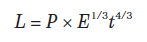 L = P × E^{1/3}t^{4/3}